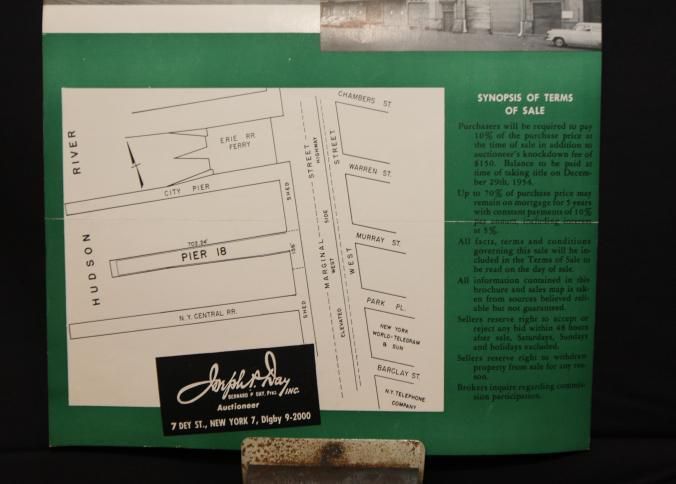 CHAMBERS ST
ERIE RR.
FERRY
RIVER
HUDSON
WARREN ST.
CITY PIER
SHED
MARGINAL STREET
ELEVATED WEST SIDE HIGHWAY
WEST STREET
MURRAY ST.
702.34'
PIER 18
PARK PL.
N.Y. CENTRAL RR.
SHED
NEW YORK
WORLD-TELEGRAM
& SUN
BARCLAY ST.
N.Y. TELEPHONE
COMPANY
Joseph P. Day INC.
BERNARD P. DAY, Pres.
Auctioneer
7 DEY ST., NEW YORK 7, Digby 9-2000
SYNOPSIS OF TERMS
OF SALE
Purchasers will be required to pay
10% of the purchase price at
the time of sale in addition to
auctioneer's knockdown fee of
$150. Balance to be paid at
time of taking title on Decem-
ber 29th, 1954.
Up to 70% of purchase price may
remain on mortgage for 5 years
with constant payments of 10%
per annum, including interest
at 5%.
All facts, terms and conditions
governing this sale will be in-
cluded in the Terms of Sale to
be read on the day of sale.
All information contained in this
brochure and sales map is tak-
en from sources believed reli-
able but not guaranteed.
Sellers reserve right to accept or
reject any bid within 48 hours
after sale, Saturdays, Sundays
and holidays excluded.
Sellers reserve right to withdraw
property from sale for any rea-
son.
Brokers inquire regarding commis-
sion participation.